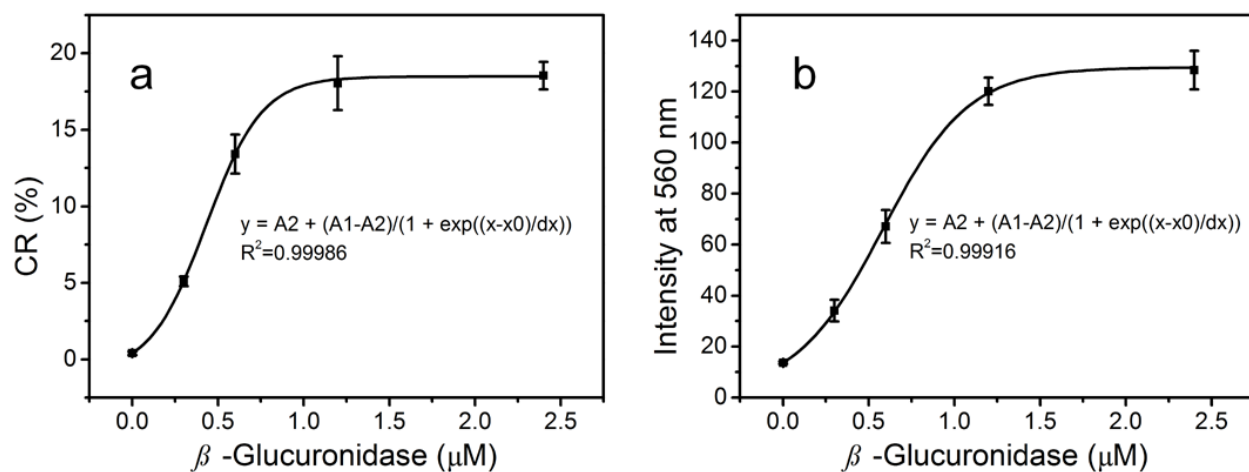 a
CR (%)
20
15
10
5
0
y = A2 + (A1-A2)/(1 + exp((x-x0)/dx))
R²=0.99986
0.0 0.5 1.0 1.5 2.0 2.5
β -Glucuronidase (μM)
b
Intensity at 560 nm
140
120
100
80
60
40
20
0
y = A2 + (A1-A2)/(1 + exp((x-x0)/dx))
R²=0.99916
0.0 0.5 1.0 1.5 2.0 2.5
β -Glucuronidase (μM)